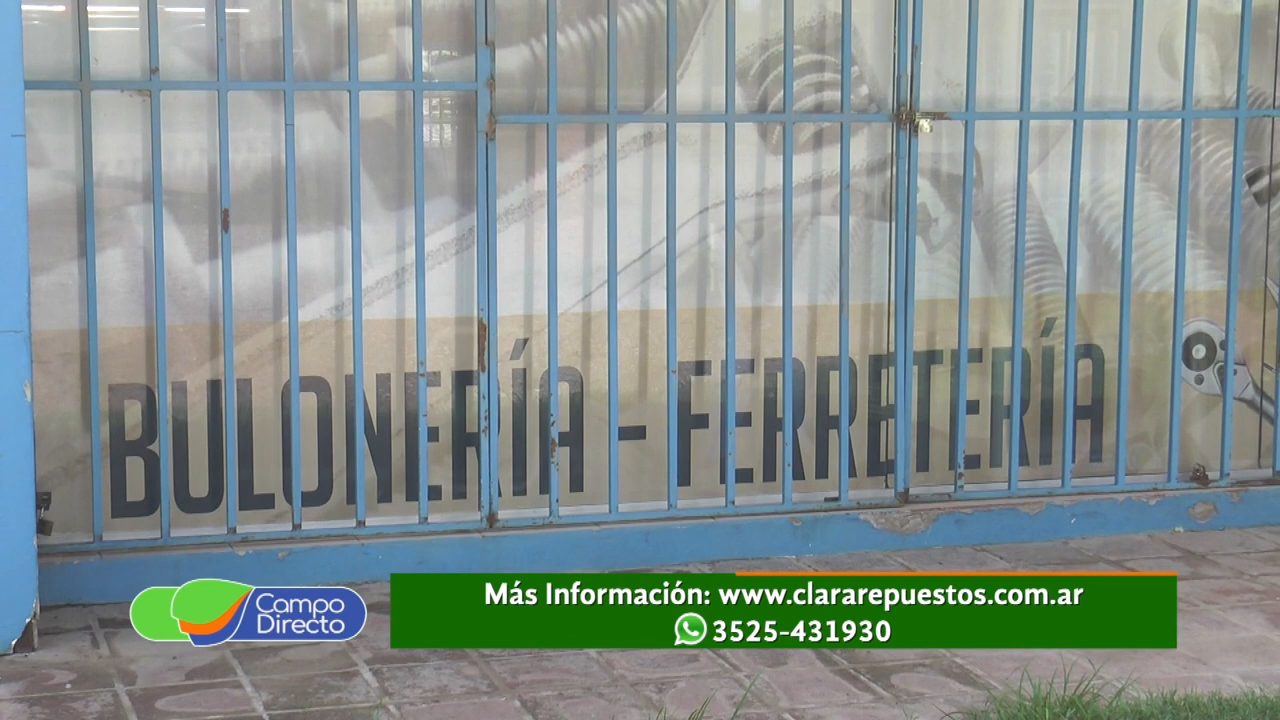 BULONERÍA - FERRETERÍA
Campo
Directo
Más Información: www.clararepuestos.com.ar
3525-431930